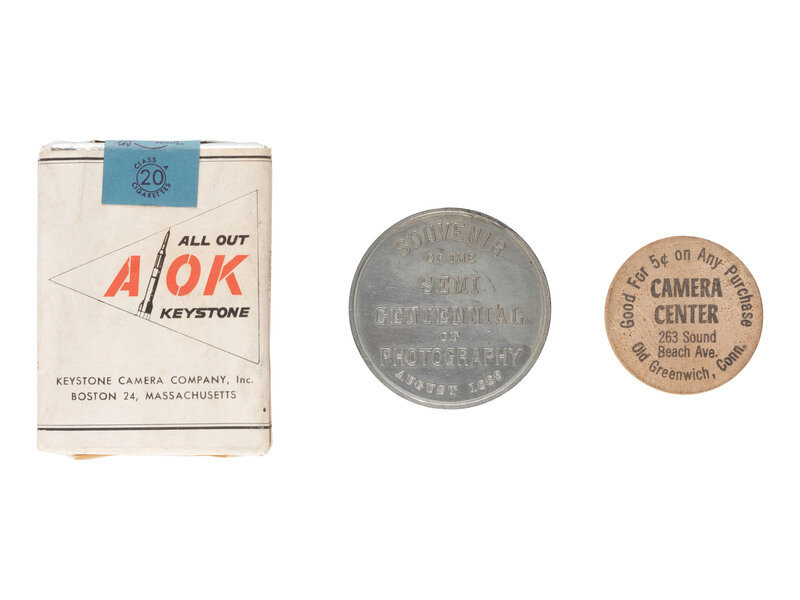 CLASS A
20
CIGARETTES
ALL OUT
A OK
KEYSTONE
KEYSTONE CAMERA COMPANY, Inc.
BOSTON 24, MASSACHUSETTS
SOUVENIR
OF THE
SEMI
CENTENNIAL
OF
PHOTOGRAPHY
AUGUST
Good For 5¢ on Any Purchase
CAMERA
CENTER
263 Sound
Beach Ave.
Old Greenwich, Conn.